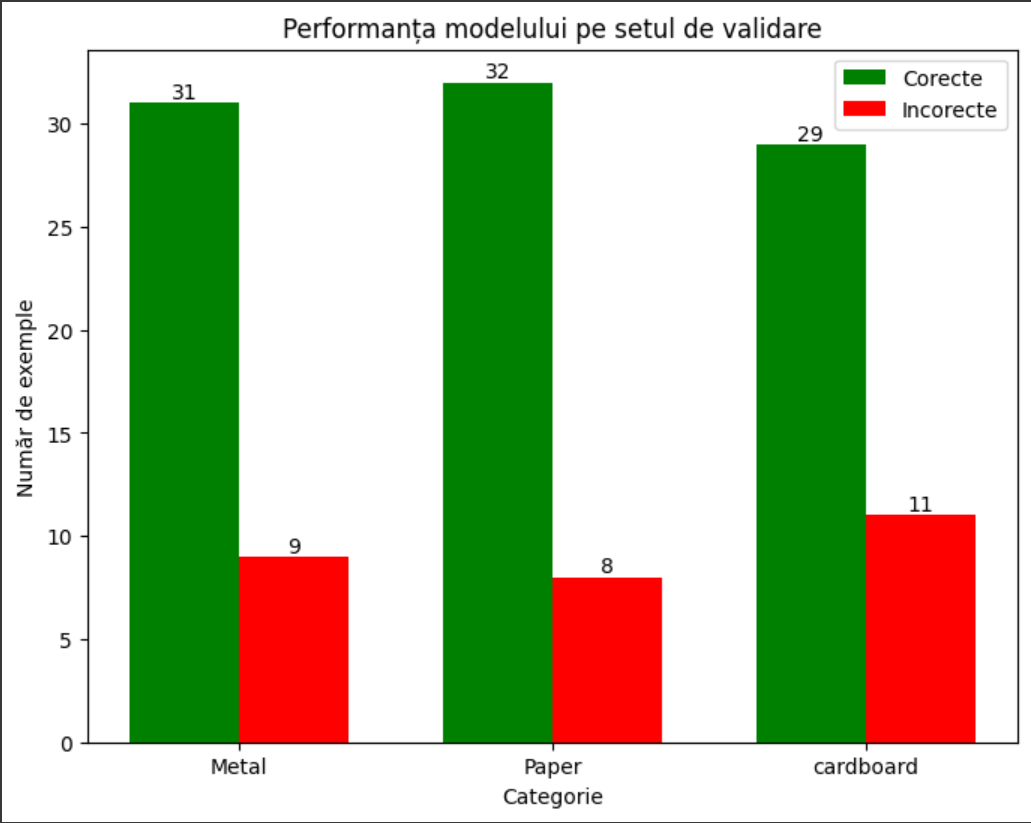 Performanța modelului pe setul de validare
Corecte
Incorecte
31
32
29
9
8
11
30
25
20
15
10
5
0
Număr de exemple
Metal
Paper
cardboard
Categorie